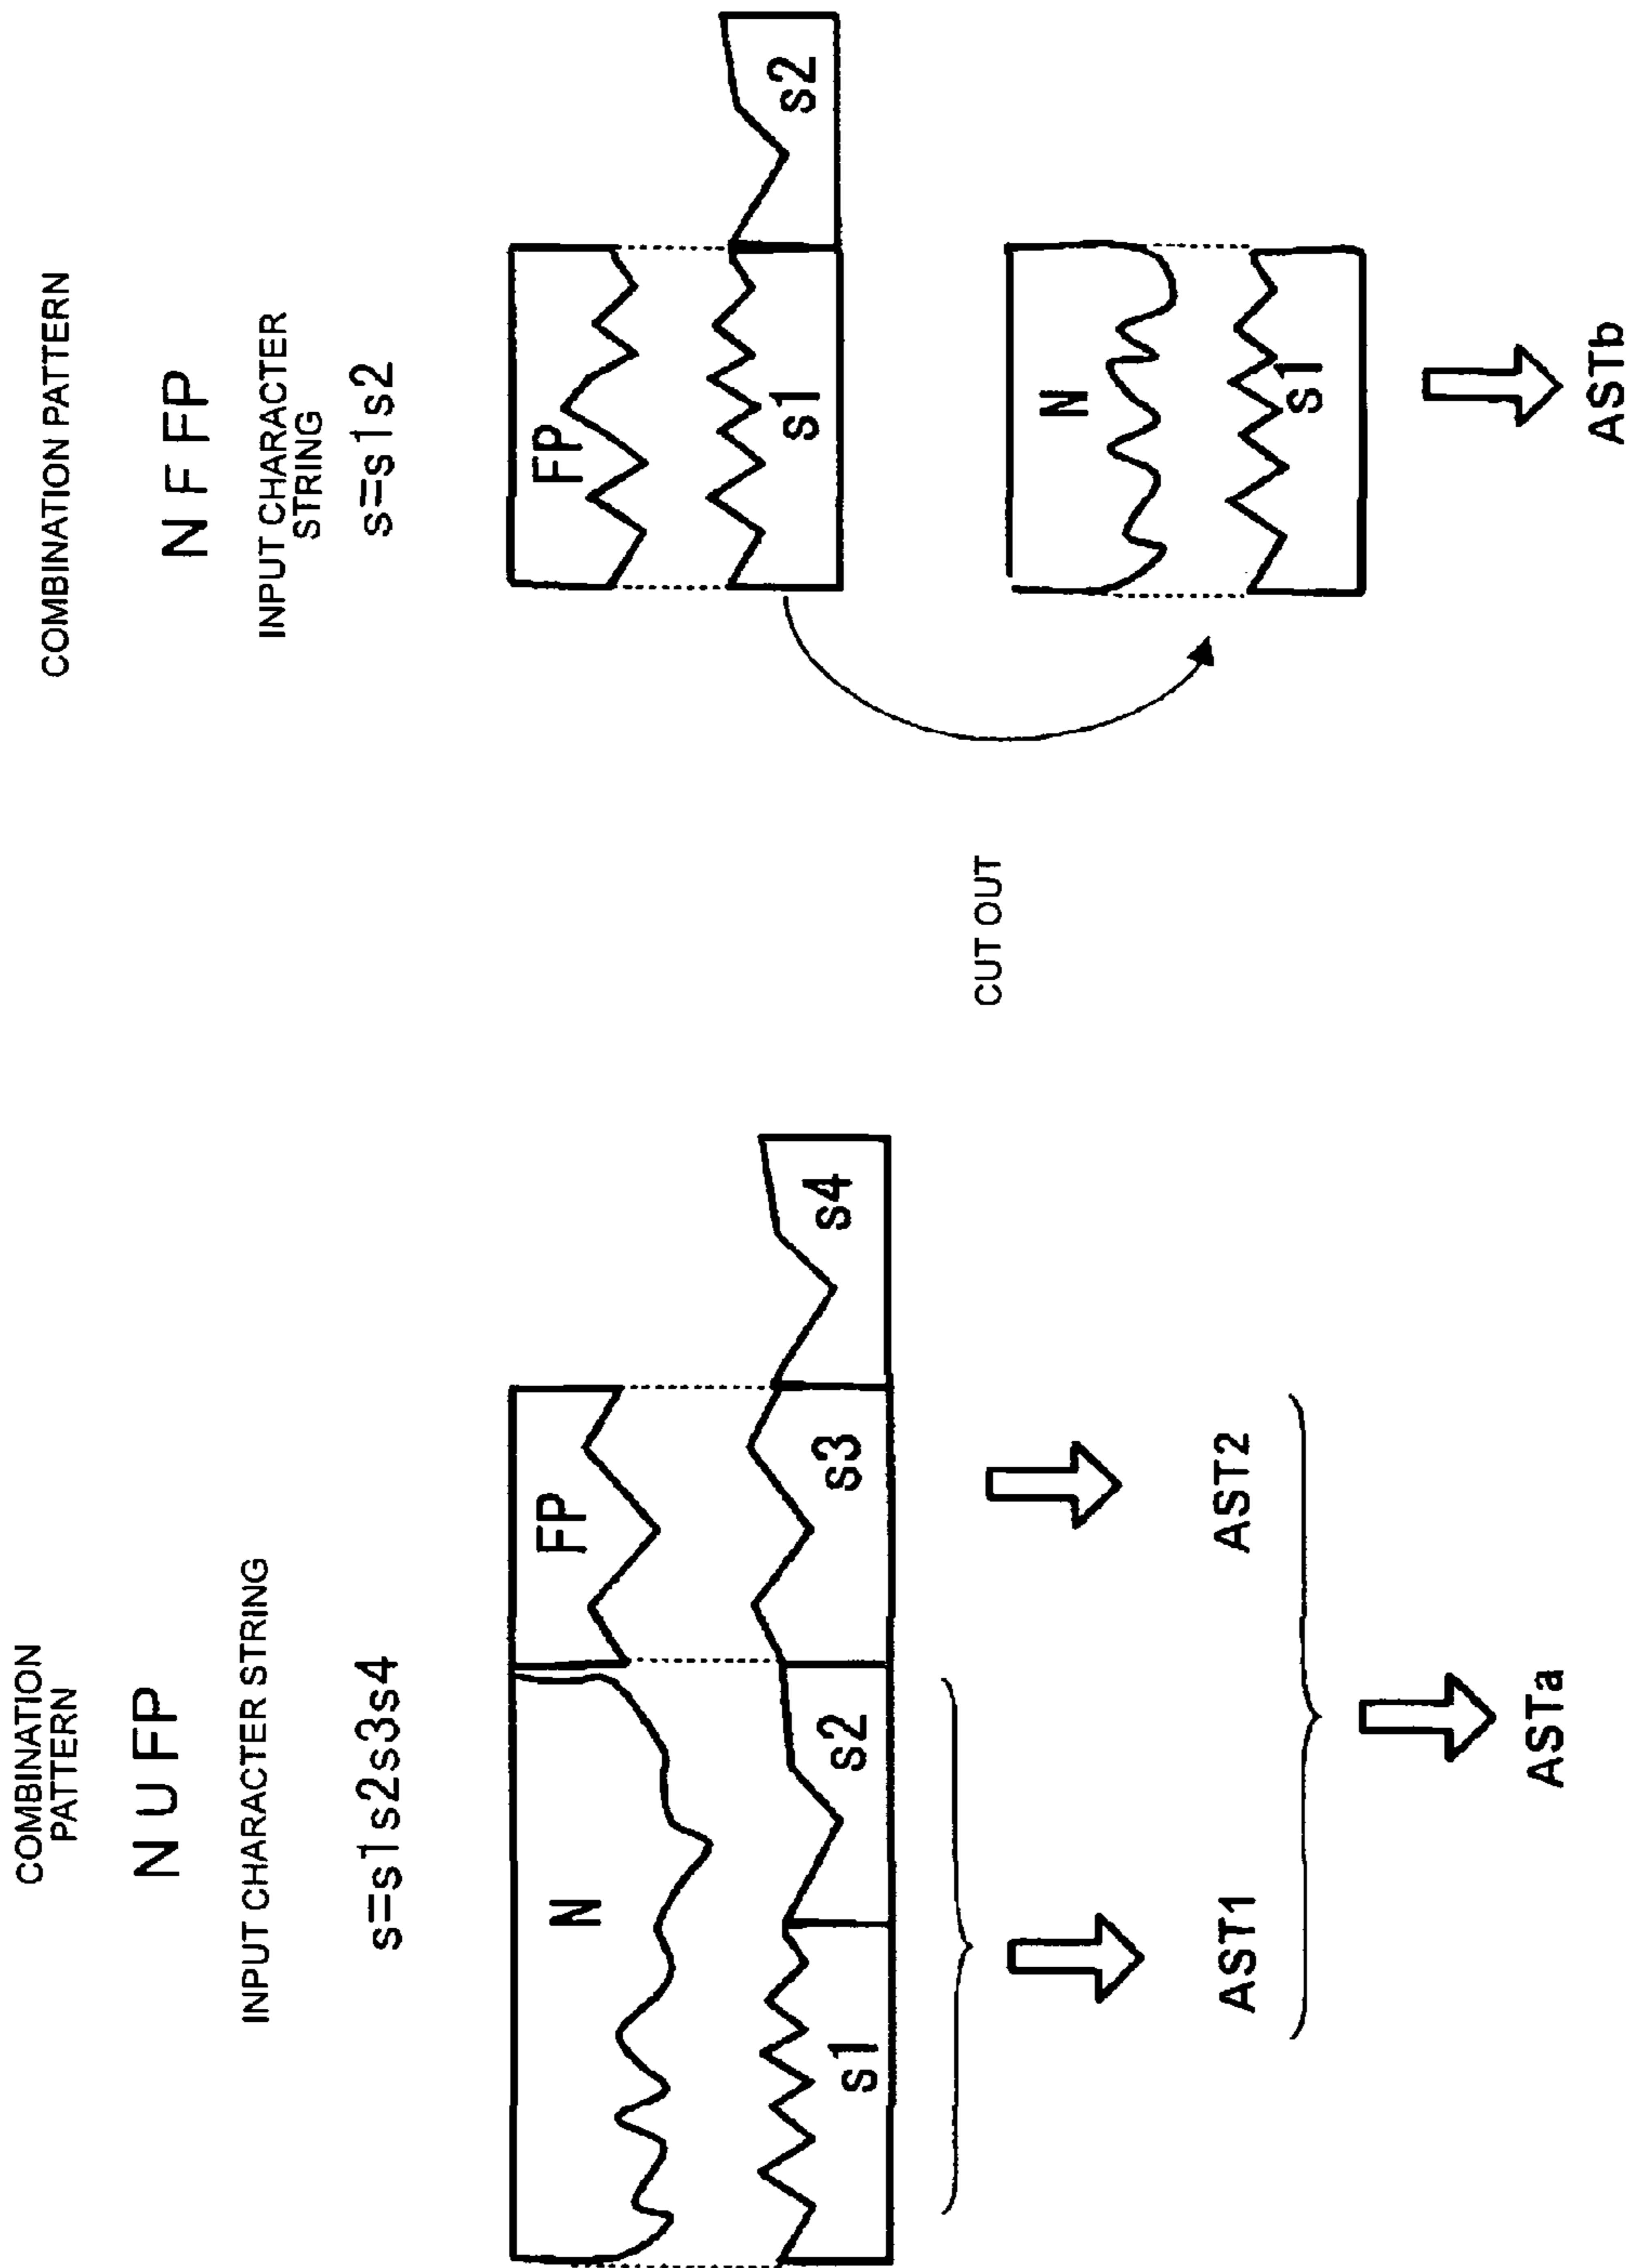 COMBINATION
PATTERN
N U FP
INPUT CHARACTER STRING
s=s1s2s3s4
N
FP
s1
s2
s3
s4
AST1
AST2
ASTa
COMBINATION PATTERN
N F FP
INPUT CHARACTER
STRING
s=s1s2
FP
s1
s2
CUT OUT
N
s1
ASTb